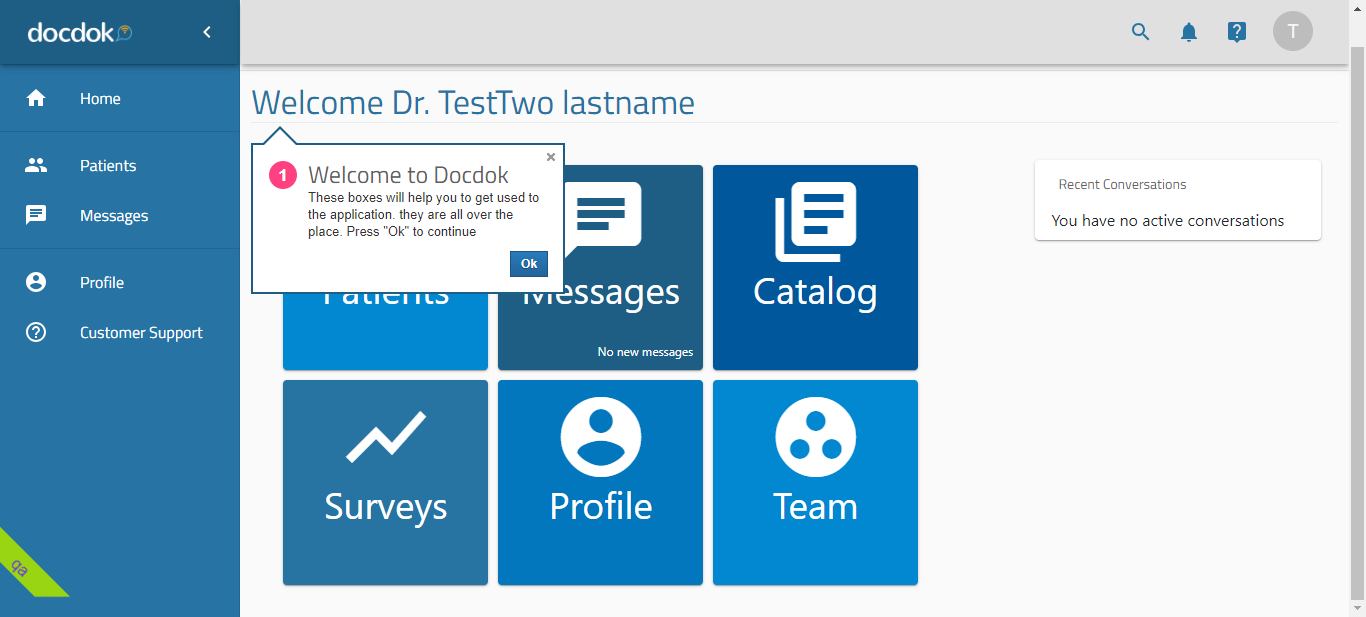 docdok
T
Home
Patients
Messages
Profile
Customer Support
qa
Welcome Dr. TestTwo lastname
1
Welcome to Docdok
These boxes will help you to get used to
the application. they are all over the
place. Press "Ok" to continue
Ok
Patients
Messages
No new messages
Catalog
Surveys
Profile
Team
Recent Conversations
You have no active conversations